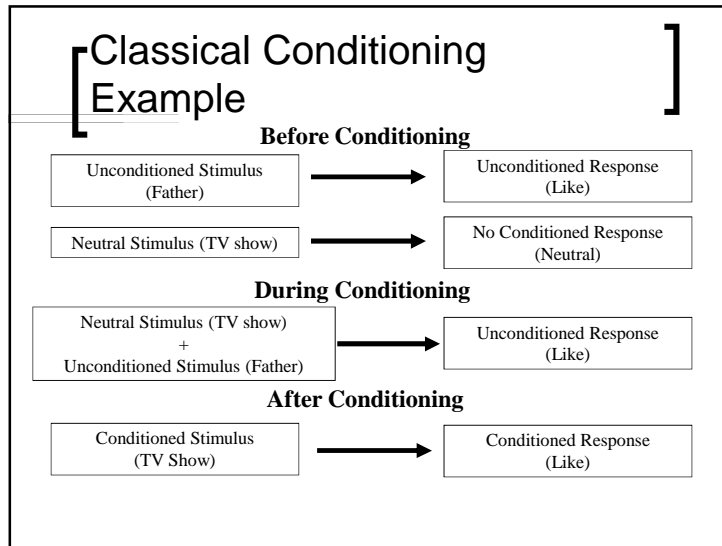 Classical Conditioning
Example
Before Conditioning
Unconditioned Stimulus
(Father)
Unconditioned Response
(Like)
Neutral Stimulus (TV show)
No Conditioned Response
(Neutral)
During Conditioning
Neutral Stimulus (TV show)
+
Unconditioned Stimulus (Father)
Unconditioned Response
(Like)
After Conditioning
Conditioned Stimulus
(TV Show)
Conditioned Response
(Like)